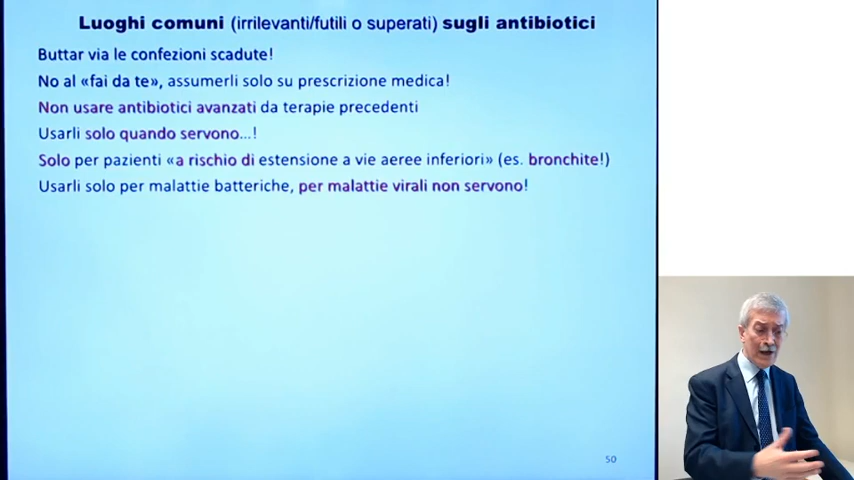 Luoghi comuni (irrilevanti/futili o superati) sugli antibiotici
Buttar via le confezioni scadute!
No al «fai da te», assumerli solo su prescrizione medica!
Non usare antibiotici avanzati da terapie precedenti
Usarli solo quando servono...!
Solo per pazienti «a rischio di estensione a vie aeree inferiori» (es. bronchite!)
Usarli solo per malattie batteriche, per malattie virali non servono!
50